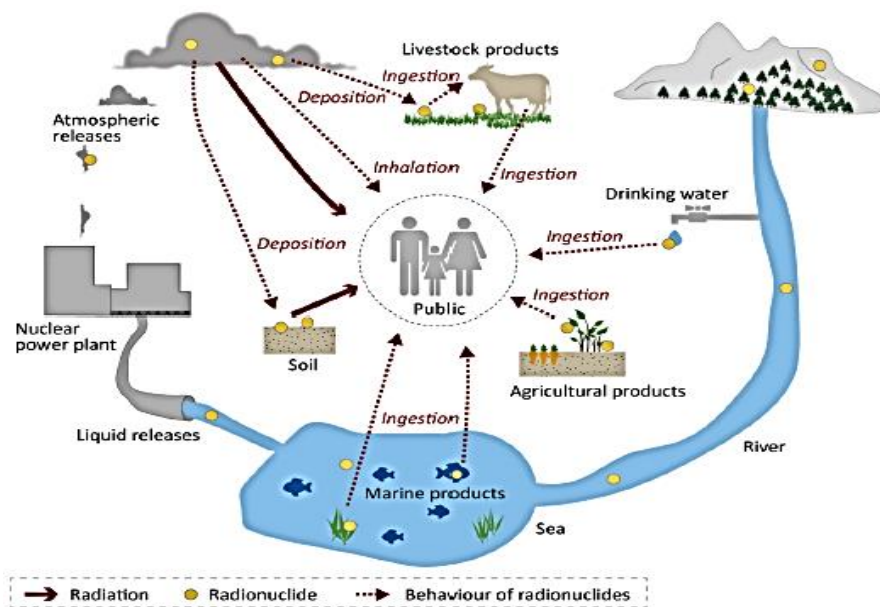 Livestock products
Ingestion
Deposition
Atmospheric
releases
Inhalation
Ingestion
Drinking water
Deposition
Ingestion
Public
Ingestion
Nuclear
power plant
Soil
Agricultural products
Ingestion
Liquid releases
River
Marine products
Sea
Radiation
Radionuclide
Behaviour of radionuclides